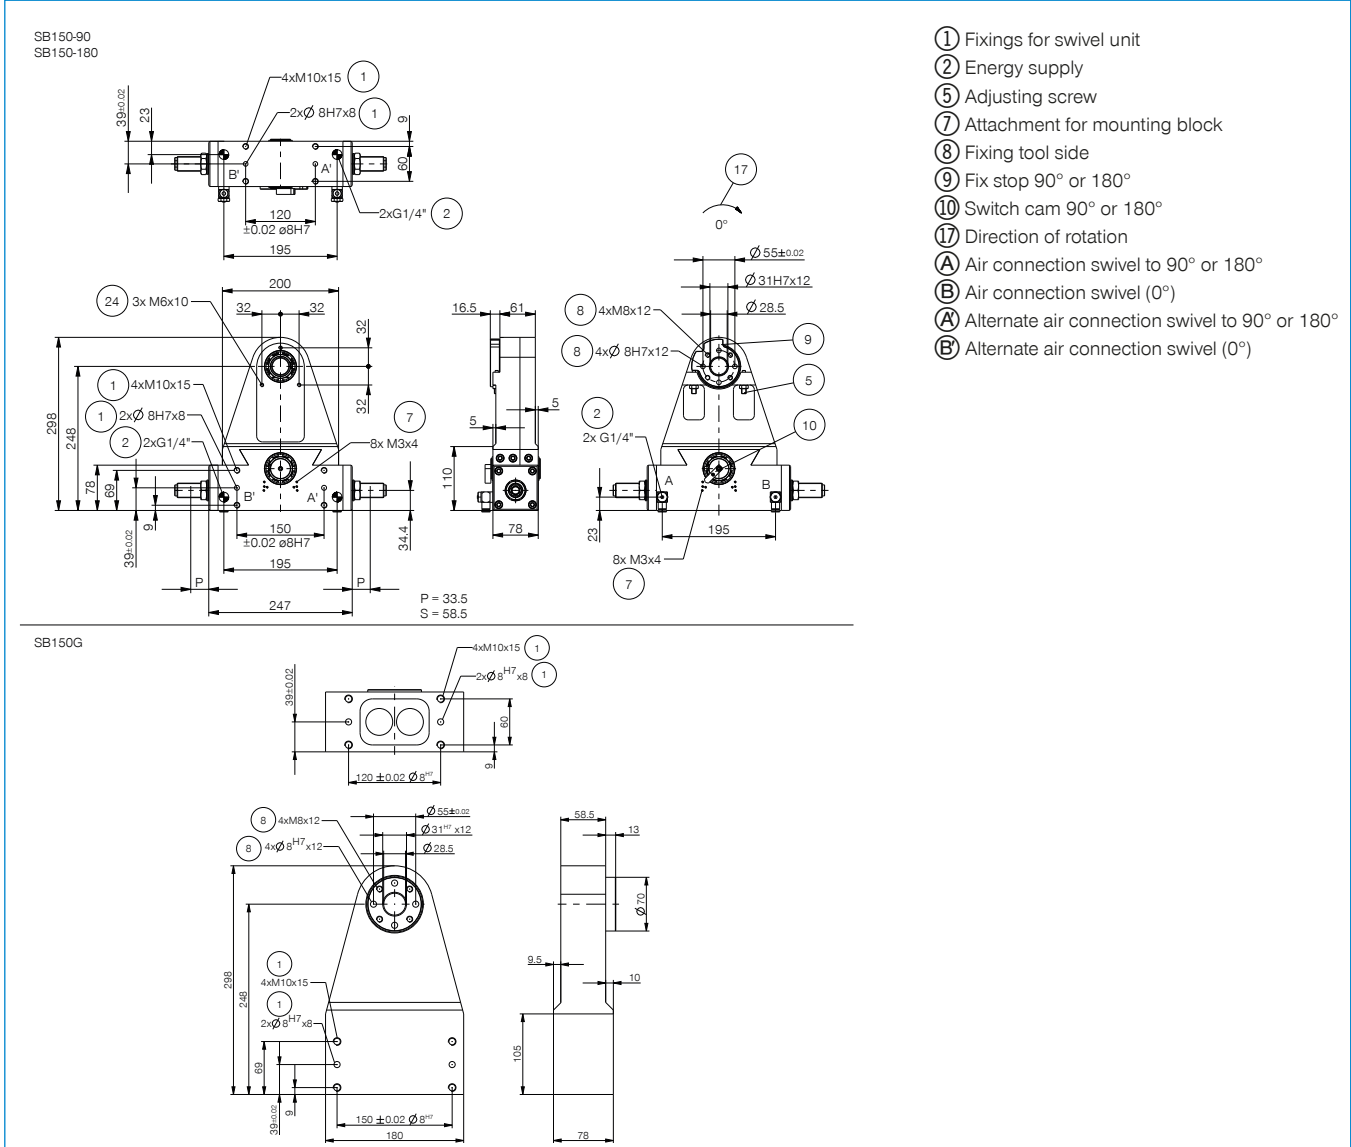 SB150-90
SB150-180
4xM10x15 1
2xØ 8H7x8 1
39±0.02
23
9
60
B' A'
2xG1/4" 2
120
±0.02 ø8H7
195
17
0°
24 3x M6x10
200
32 32
32
32
1 4xM10x15
1 2xØ 8H7x8
2 2xG1/4"
7
8x M3x4
298
248
78
69
39±0.02
9
B' A'
34.4
150
±0.02 ø8H7
195
P P
247
P = 33.5
S = 58.5
16.5 61
5
5
110
78
Ø 55±0.02
Ø 31H7x12
Ø 28.5
8 4xM8x12
8 4xØ 8H7x12
9
5
2
2x G1/4"
10
A B
23
195
8x M3x4
7
SB150G
4xM10x15 1
2xØ 8H7x8 1
39±0.02
60
9
120 ±0.02 Ø 8H7
Ø 55±0.02
Ø 31H7 x12
Ø 28.5
8 4xM8x12
8 4xØ 8H7x12
298
248
1
4xM10x15
1
2xØ 8H7x8
69
39±0.02
9
150 ±0.02 Ø 8H7
180
58.5
13
Ø 70
9.5
10
105
78
1 Fixings for swivel unit
2 Energy supply
5 Adjusting screw
7 Attachment for mounting block
8 Fixing tool side
9 Fix stop 90° or 180°
10 Switch cam 90° or 180°
17 Direction of rotation
A Air connection swivel to 90° or 180°
B Air connection swivel (0°)
A' Alternate air connection swivel to 90° or 180°
B' Alternate air connection swivel (0°)